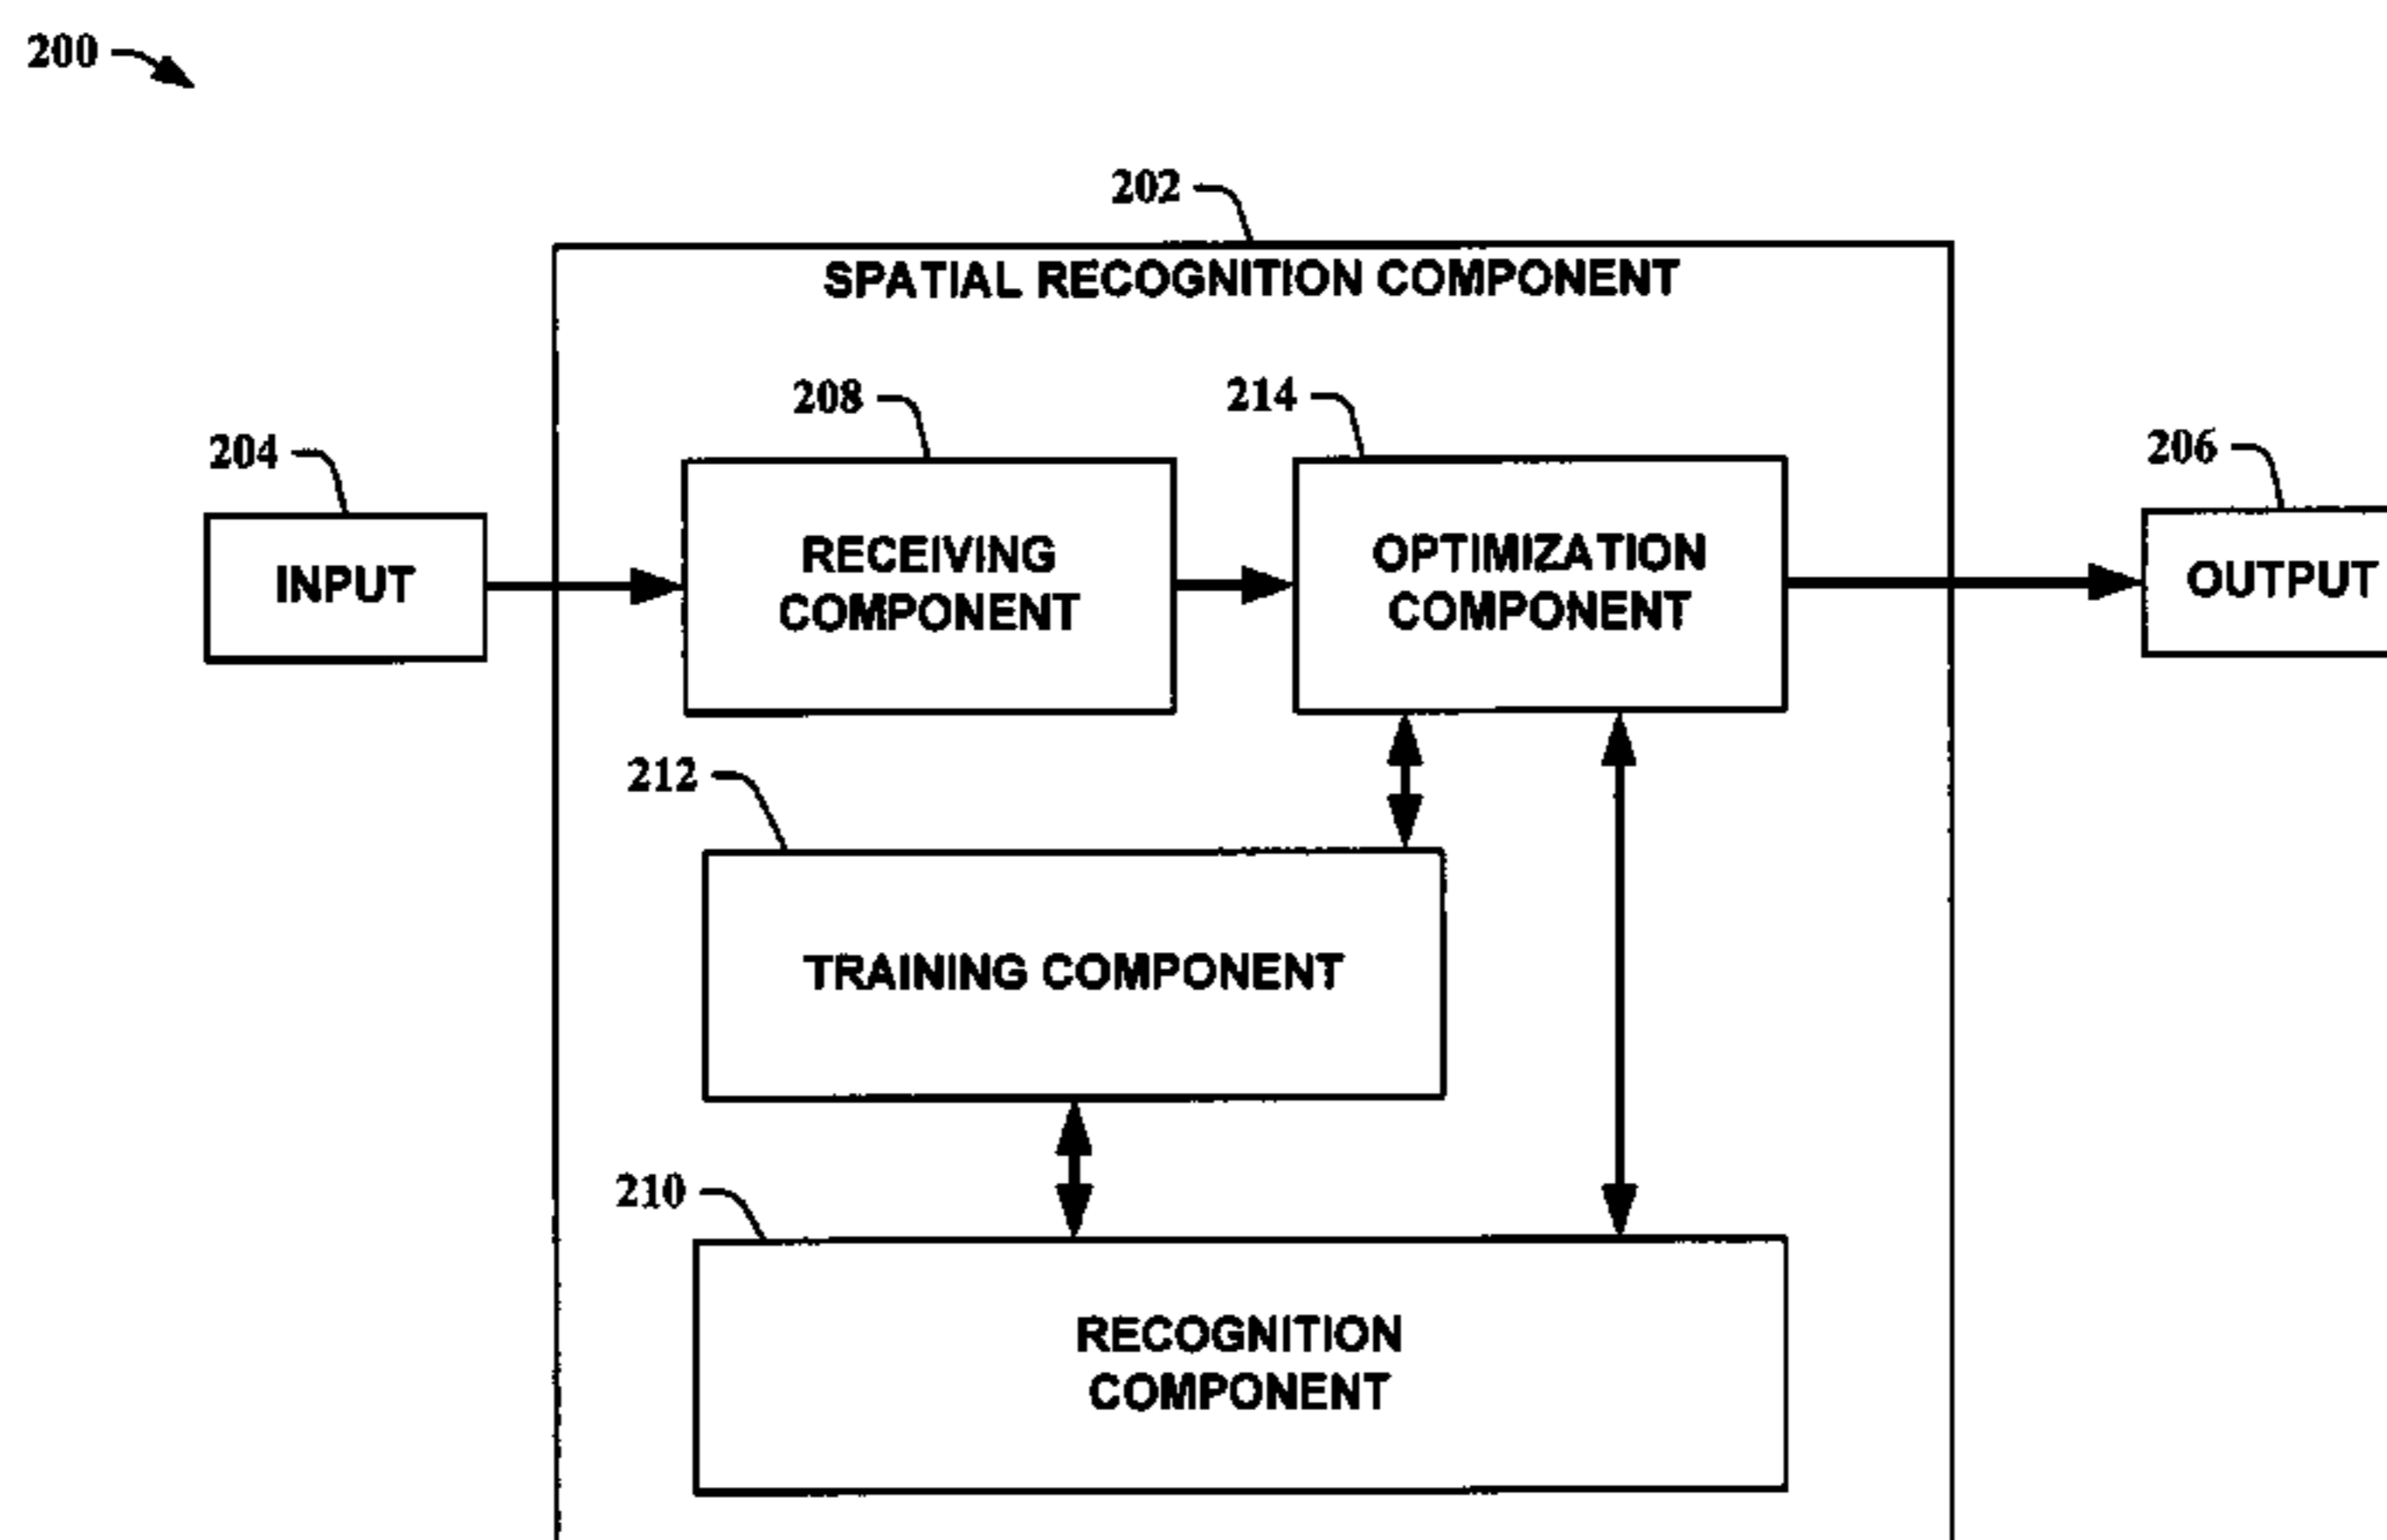 200
202
SPATIAL RECOGNITION COMPONENT
208
214
204
206
RECEIVING
COMPONENT
OPTIMIZATION
COMPONENT
INPUT
OUTPUT
212
TRAINING COMPONENT
210
RECOGNITION
COMPONENT